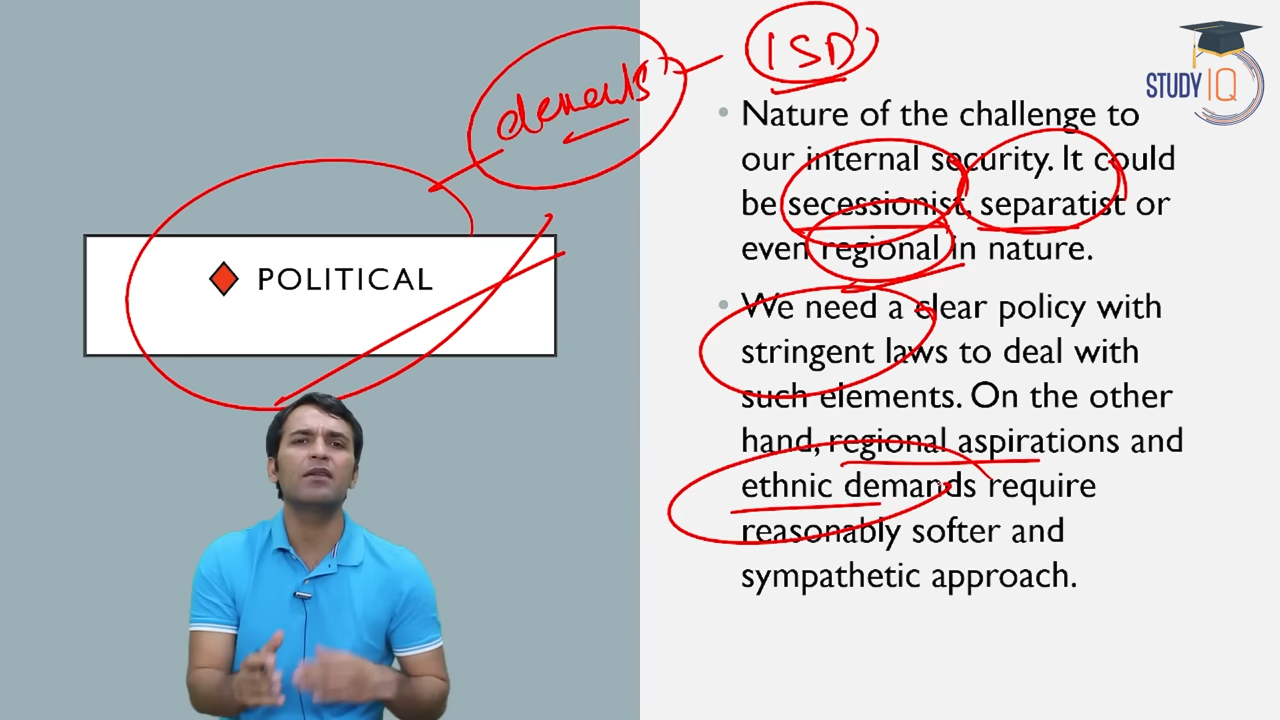 ISD
elements
STUDY IQ
POLITICAL
• Nature of the challenge to
our internal security. It could
be secessionist, separatist or
even regional in nature.
• We need a clear policy with
stringent laws to deal with
such elements. On the other
hand, regional aspirations and
ethnic demands require
reasonably softer and
sympathetic approach.